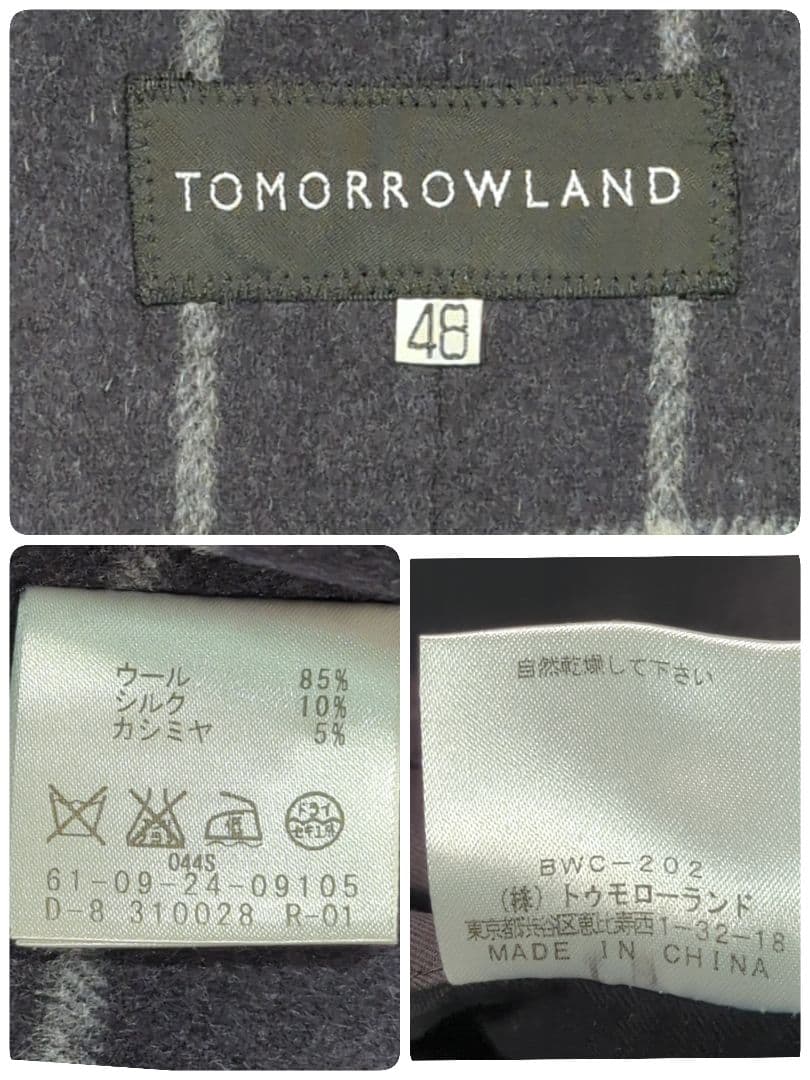 TOMORROWLAND
48
ウール 85%
シルク 10%
カシミヤ 5%
低
ドライ
セキユ系
044S
61-09-24-09105
D-8 310028 R-01
自然乾燥して下さい
BWC-202
(株) トゥモローランド
東京都渋谷区恵比寿西1-32-18
MADE IN CHINA